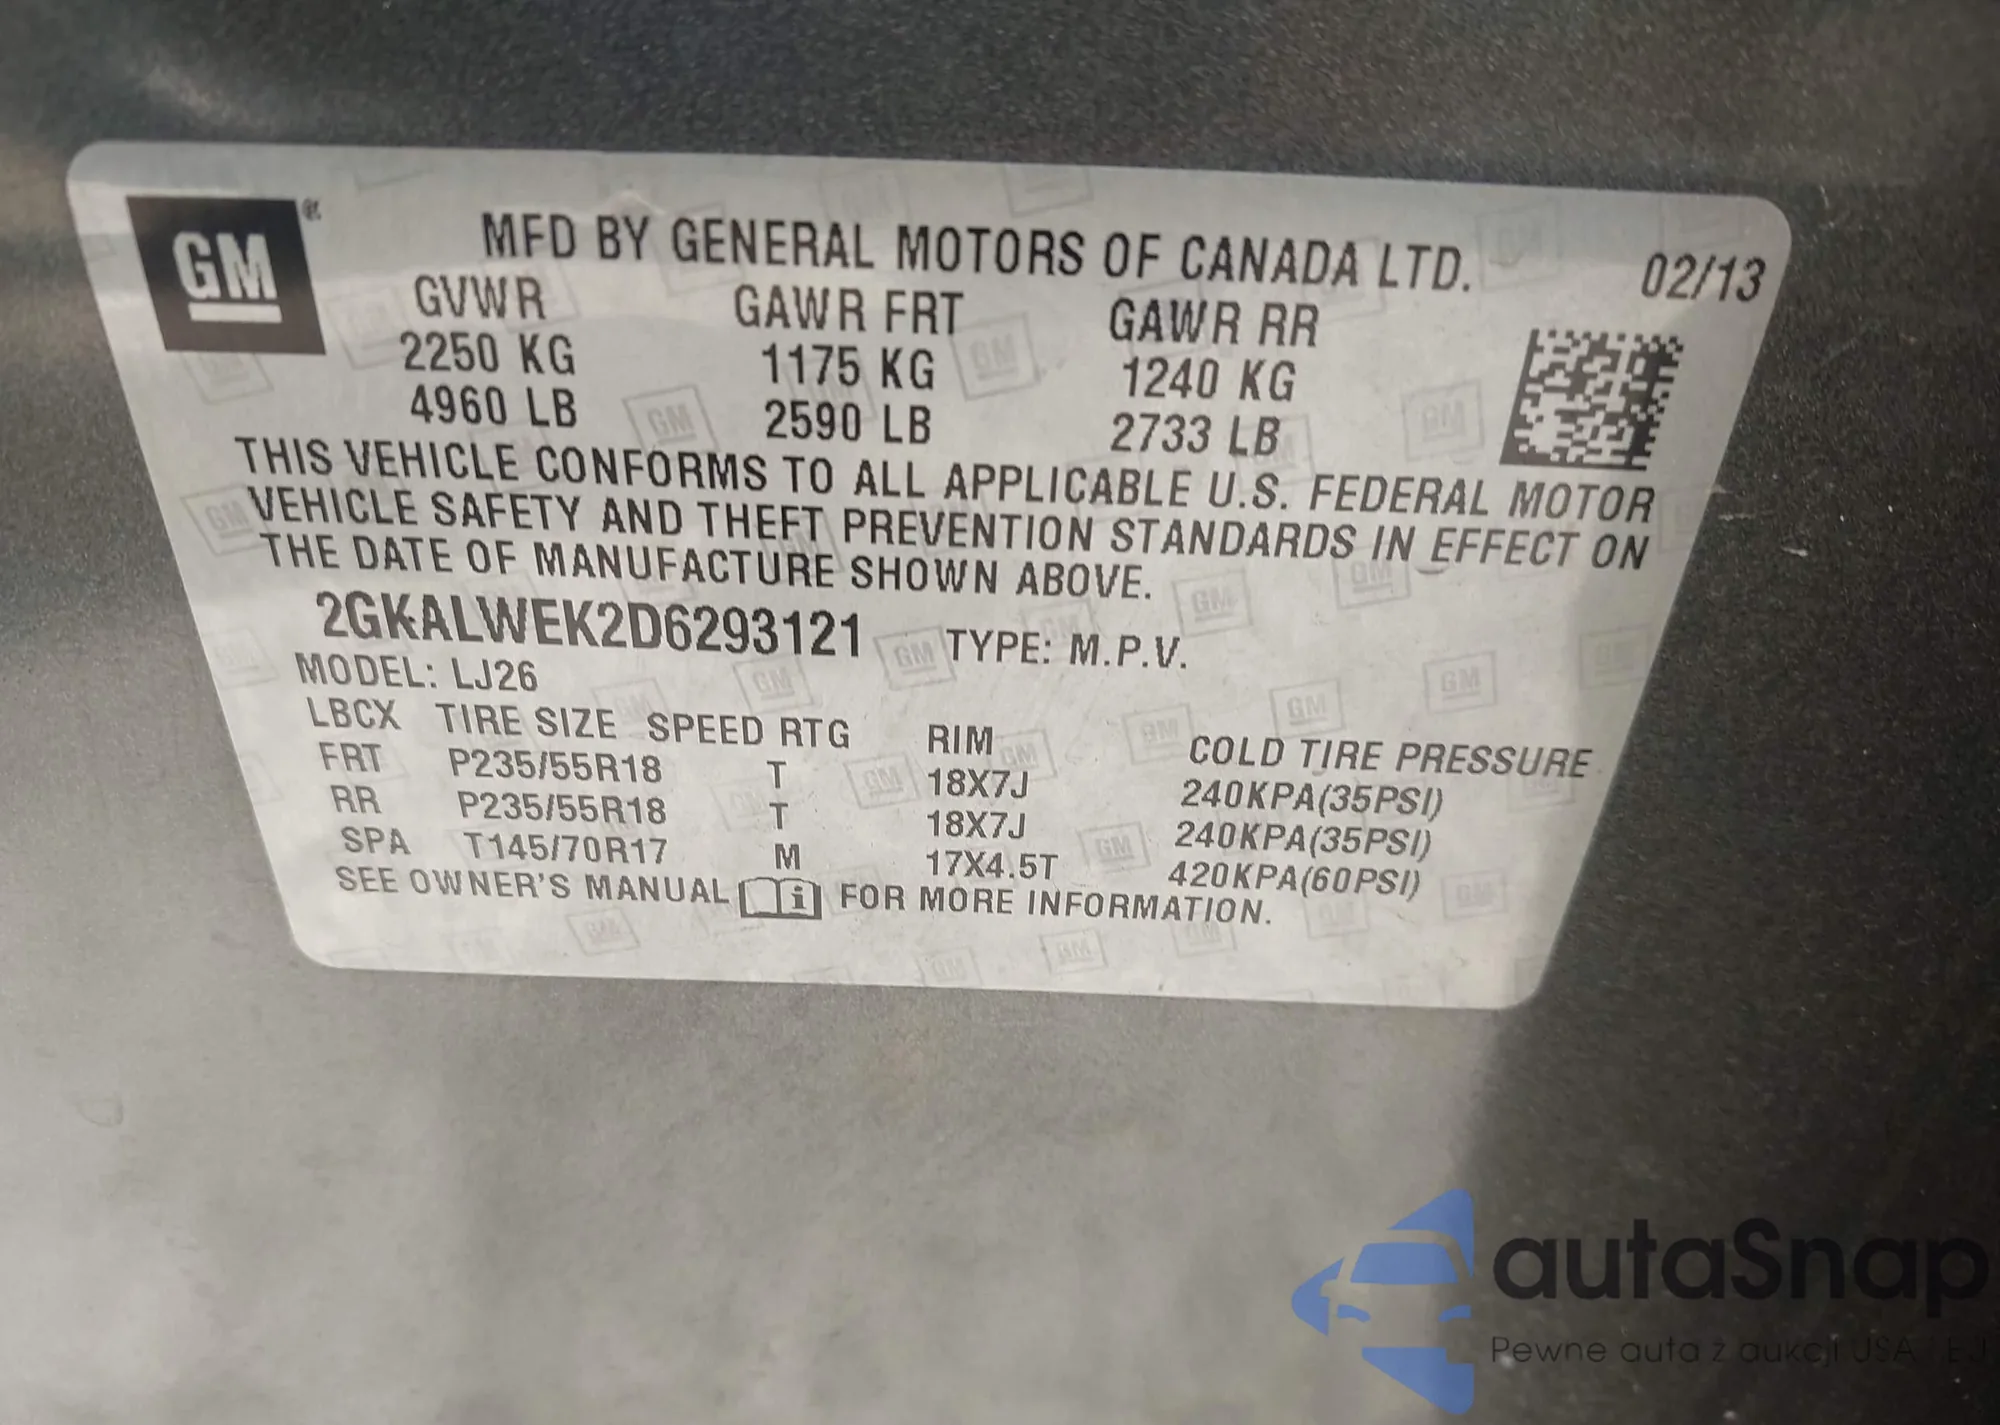 GM ®
MFD BY GENERAL MOTORS OF CANADA LTD. 02/13
GVWR GAWR FRT GAWR RR
2250 KG 1175 KG 1240 KG
4960 LB 2590 LB 2733 LB
THIS VEHICLE CONFORMS TO ALL APPLICABLE U.S. FEDERAL MOTOR
VEHICLE SAFETY AND THEFT PREVENTION STANDARDS IN EFFECT ON
THE DATE OF MANUFACTURE SHOWN ABOVE.
2GKALWEK2D6293121 TYPE: M.P.V.
MODEL: LJ26
LBCX TIRE SIZE SPEED RTG RIM COLD TIRE PRESSURE
FRT P235/55R18 T 18X7J 240KPA(35PSI)
RR P235/55R18 T 18X7J 240KPA(35PSI)
SPA T145/70R17 M 17X4.5T 420KPA(60PSI)
SEE OWNER'S MANUAL i FOR MORE INFORMATION.
autaSnap
Pewne auta z aukcji USA